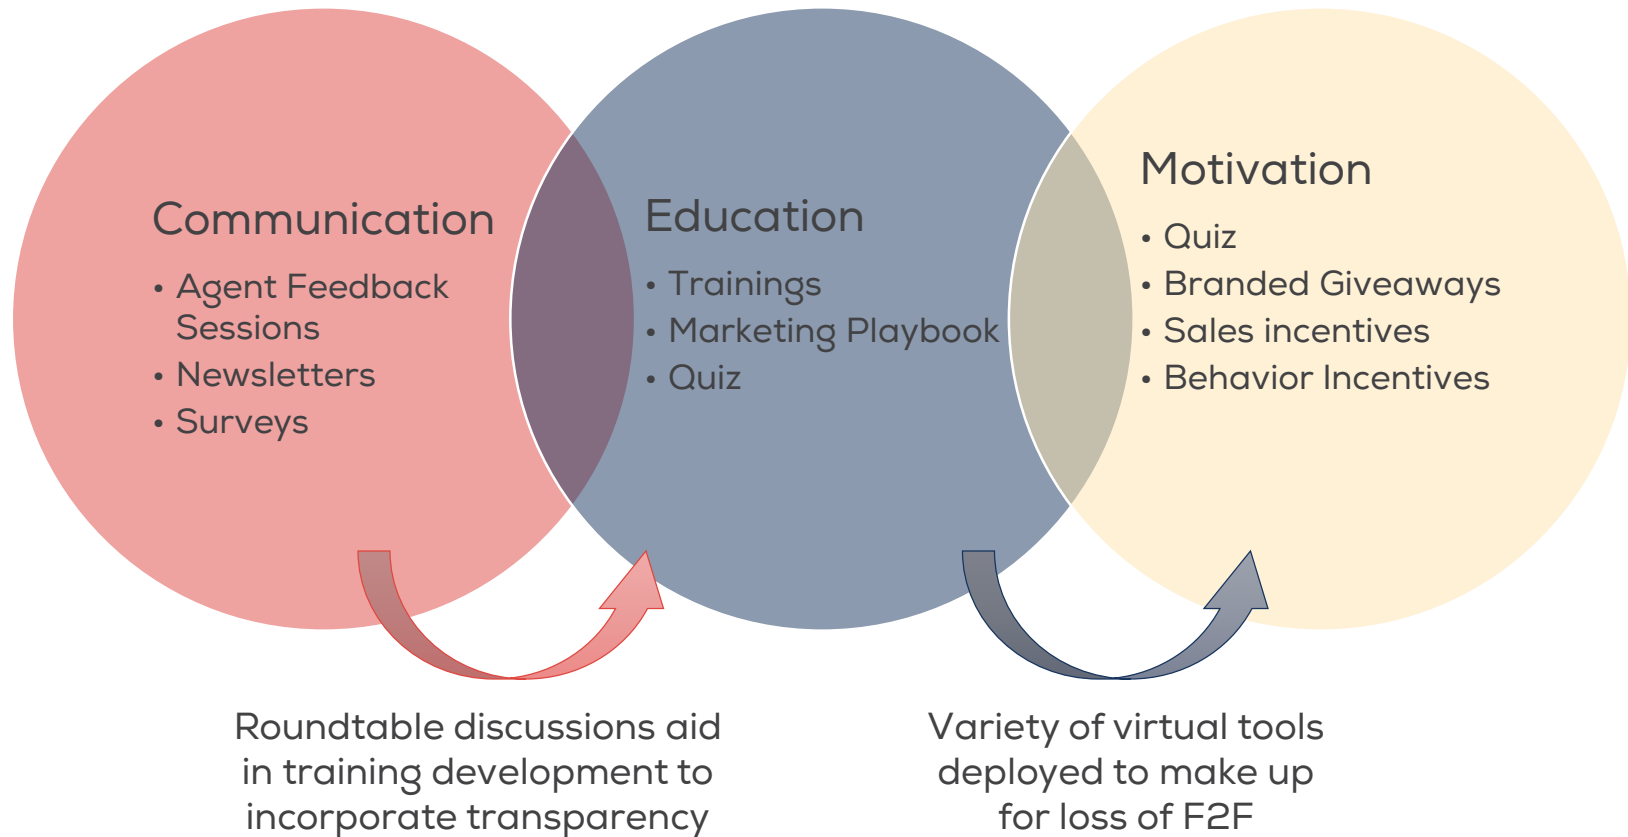 Communication
• Agent Feedback
Sessions
• Newsletters
• Surveys
Education
• Trainings
• Marketing Playbook
• Quiz
Motivation
• Quiz
• Branded Giveaways
• Sales incentives
• Behavior Incentives
Roundtable discussions aid
in training development to
incorporate transparency
Variety of virtual tools
deployed to make up
for loss of F2F